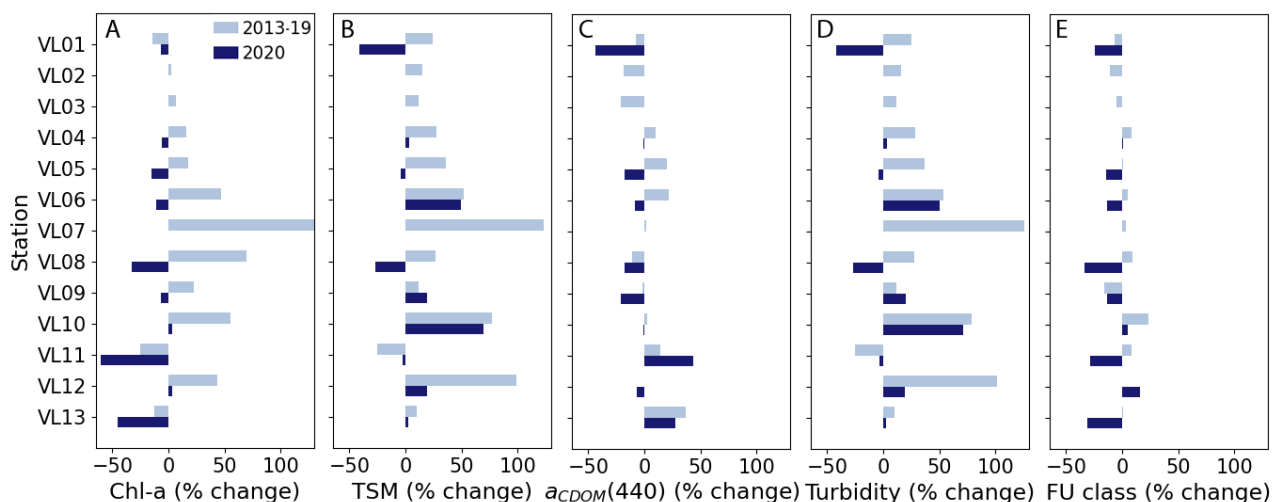 A
2013-19
2020
B
C
D
E
Station
VL01
VL02
VL03
VL04
VL05
VL06
VL07
VL08
VL09
VL10
VL11
VL12
VL13
−50 0 50 100
−50 0 50 100
−50 0 50 100
−50 0 50 100
−50 0 50 100
Chl-a (% change)
TSM (% change)
aCDOM(440) (% change)
Turbidity (% change)
FU class (% change)